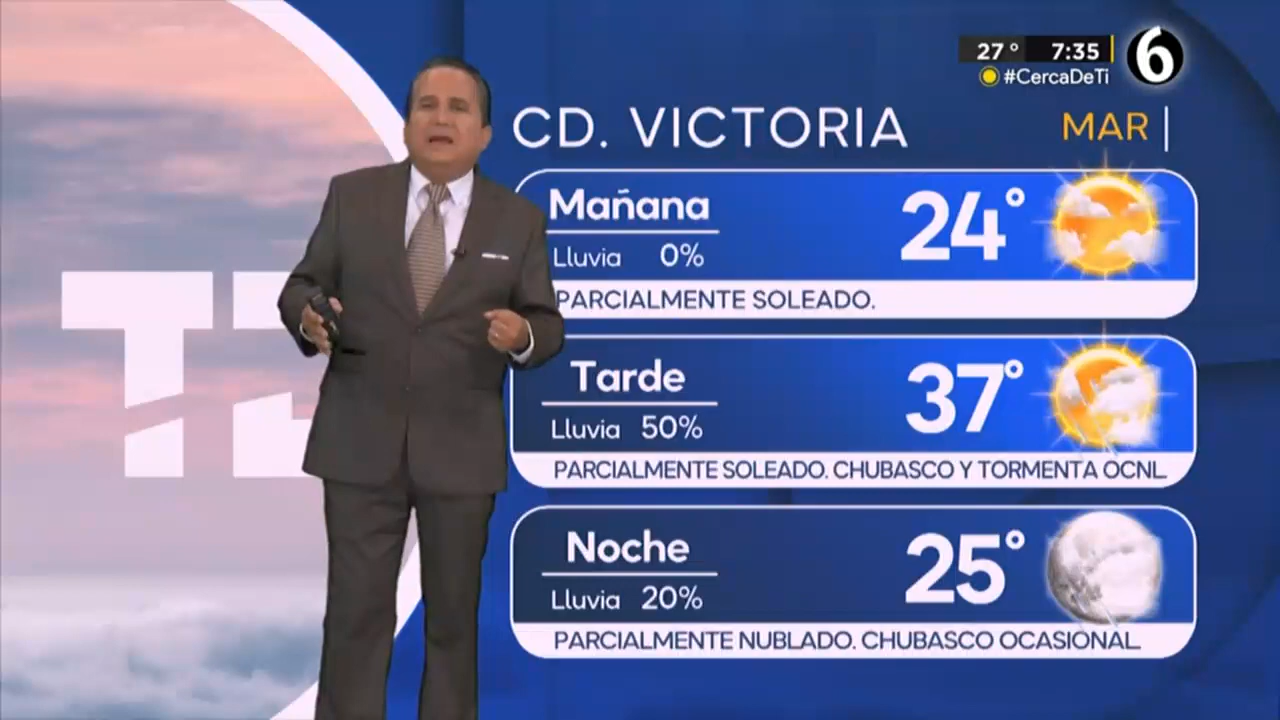 27° 7:35
6
#CercaDeTi
CD. VICTORIA MAR |
Mañana 24°
Lluvia 0%
PARCIALMENTE SOLEADO.
Tarde 37°
Lluvia 50%
PARCIALMENTE SOLEADO. CHUBASCO Y TORMENTA OCNL.
Noche 25°
Lluvia 20%
PARCIALMENTE NUBLADO. CHUBASCO OCASIONAL.